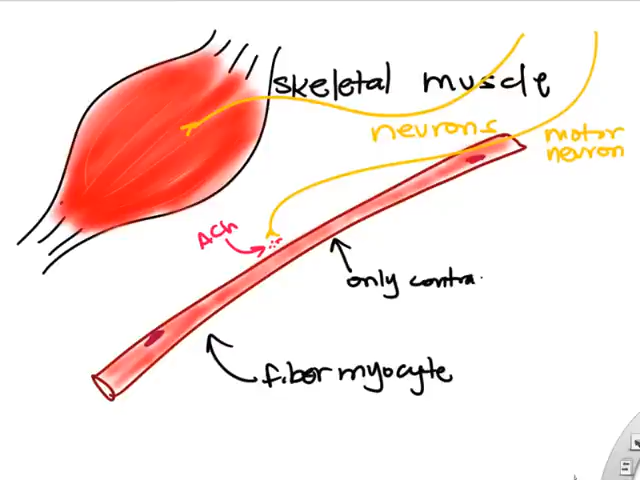 skeletal muscle
neurons
motor
neuron
ACh
only contra
fiber myocyte